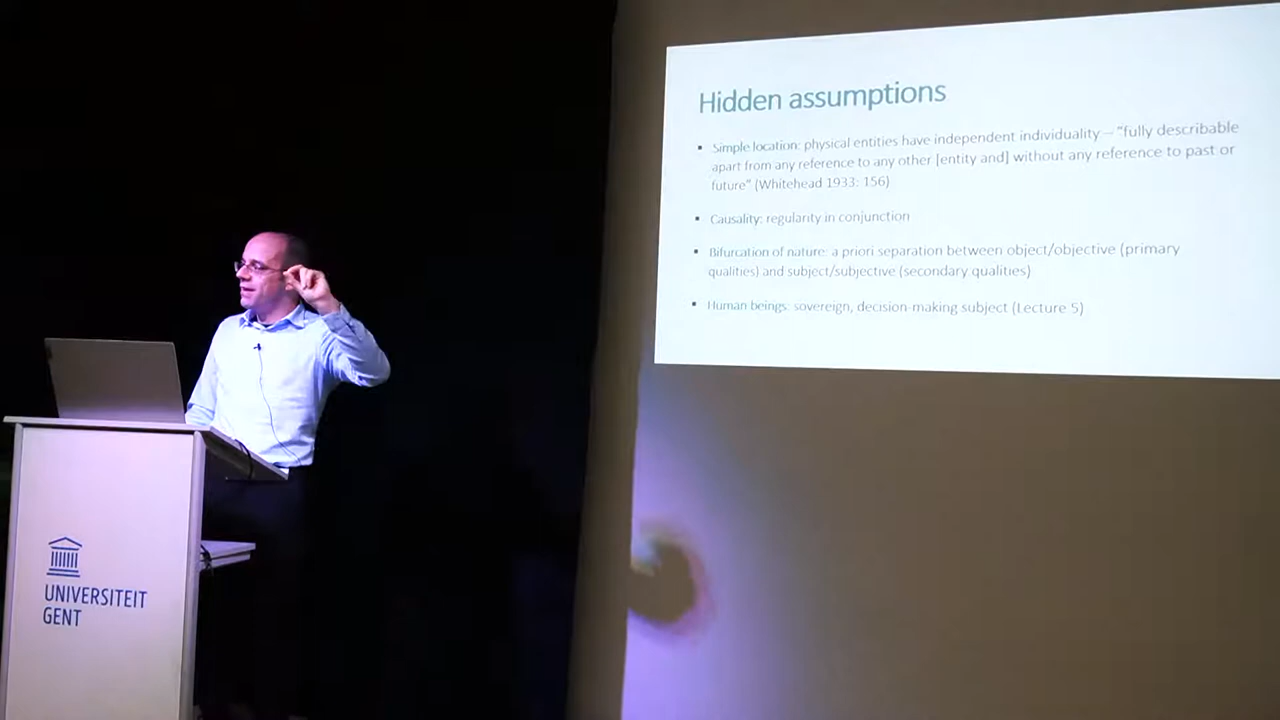 Hidden assumptions
▪ Simple location: physical entities have independent individuality – "fully describable
apart from any reference to any other [entity and] without any reference to past or
future" (Whitehead 1933: 156)
▪ Causality: regularity in conjunction
▪ Bifurcation of nature: a priori separation between object/objective (primary
qualities) and subject/subjective (secondary qualities)
▪ Human beings: sovereign, decision-making subject (Lecture 5)
UNIVERSITEIT
GENT